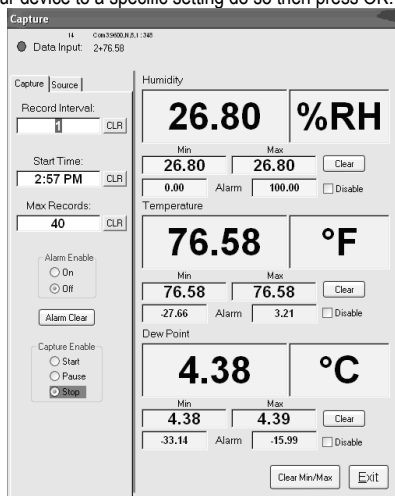 ur device to a specific setting do so then press OK.
Capture
14 Com3:9600,N,8,1 : 348
Data Input: 2+76.58
Capture Source
Record Interval:
1 CLR
Start Time:
2:57 PM CLR
Max Records:
40 CLR
Alarm Enable
On
Off
Alarm Clear
Capture Enable
Start
Pause
Stop
Humidity
26.80 %RH
Min Max
26.80 26.80 Clear
0.00 Alarm 100.00 Disable
Temperature
76.58 °F
Min Max
76.58 76.58 Clear
-27.66 Alarm 3.21 Disable
Dew Point
4.38 °C
Min Max
4.38 4.39 Clear
-33.14 Alarm -15.99 Disable
Clear Min/Max Exit